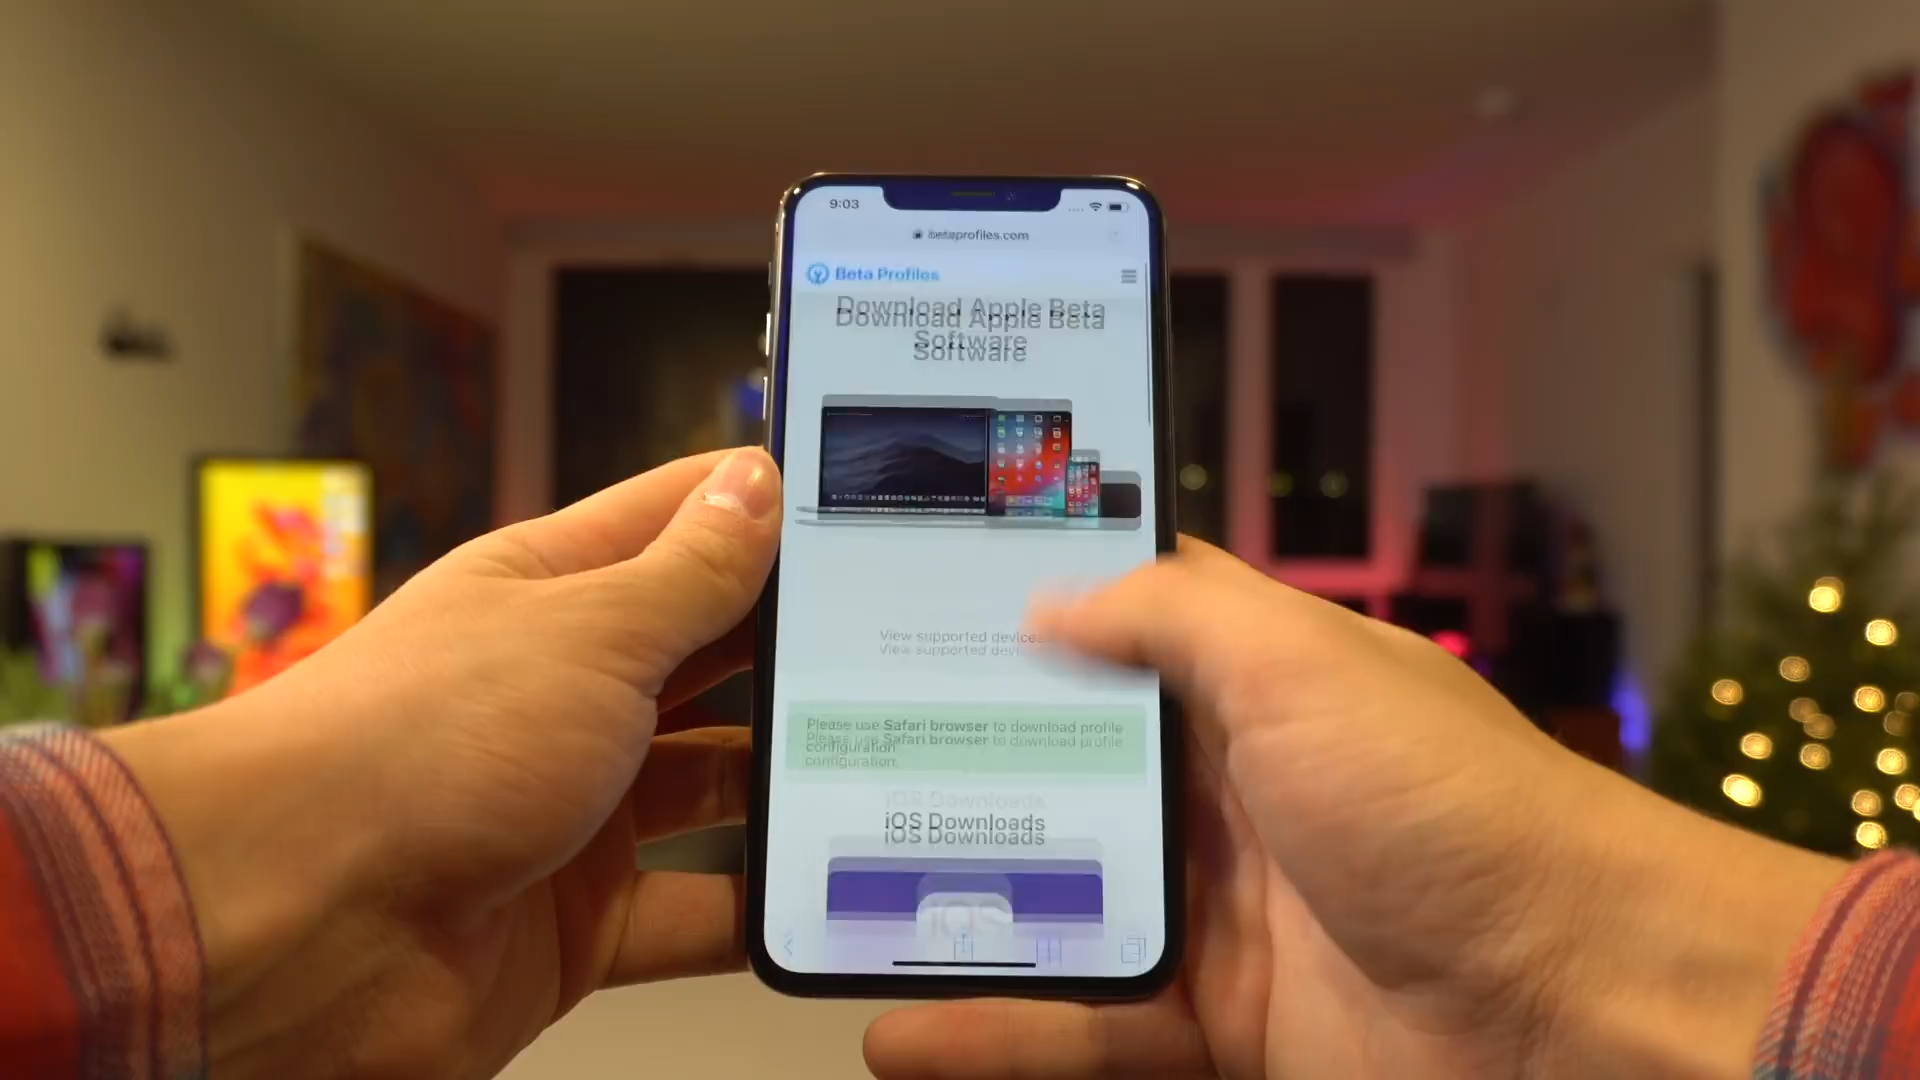 9:03
betaprofiles.com
Beta Profiles
Download Apple Beta
Software
View supported devices
Please use Safari browser to download profile
configuration.
iOS Downloads
iOS